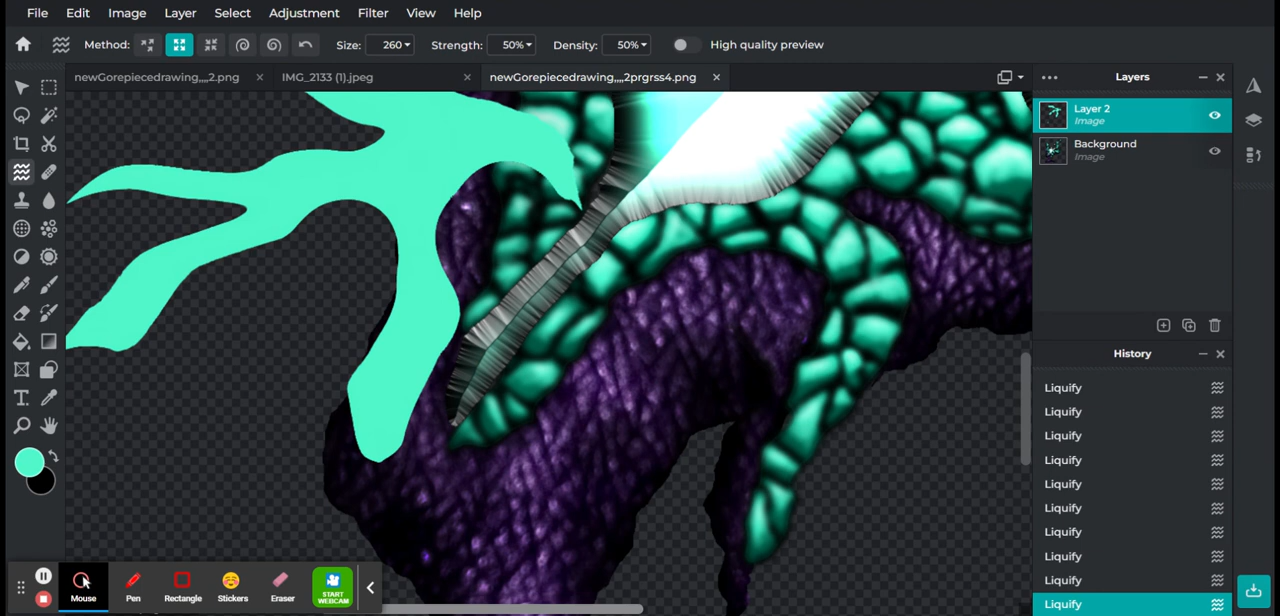 File Edit Image Layer Select Adjustment Filter View Help
Method: Size: 260 Strength: 50% Density: 50% High quality preview
newGorepiecedrawing,,,,2.png IMG_2133 (1).jpeg newGorepiecedrawing,,,,2prgrss4.png
Layers
Layer 2
Image
Background
Image
History
Liquify
Liquify
Liquify
Liquify
Liquify
Liquify
Liquify
Liquify
Liquify
Liquify
Mouse Pen Rectangle Stickers Eraser START
WEBCAM